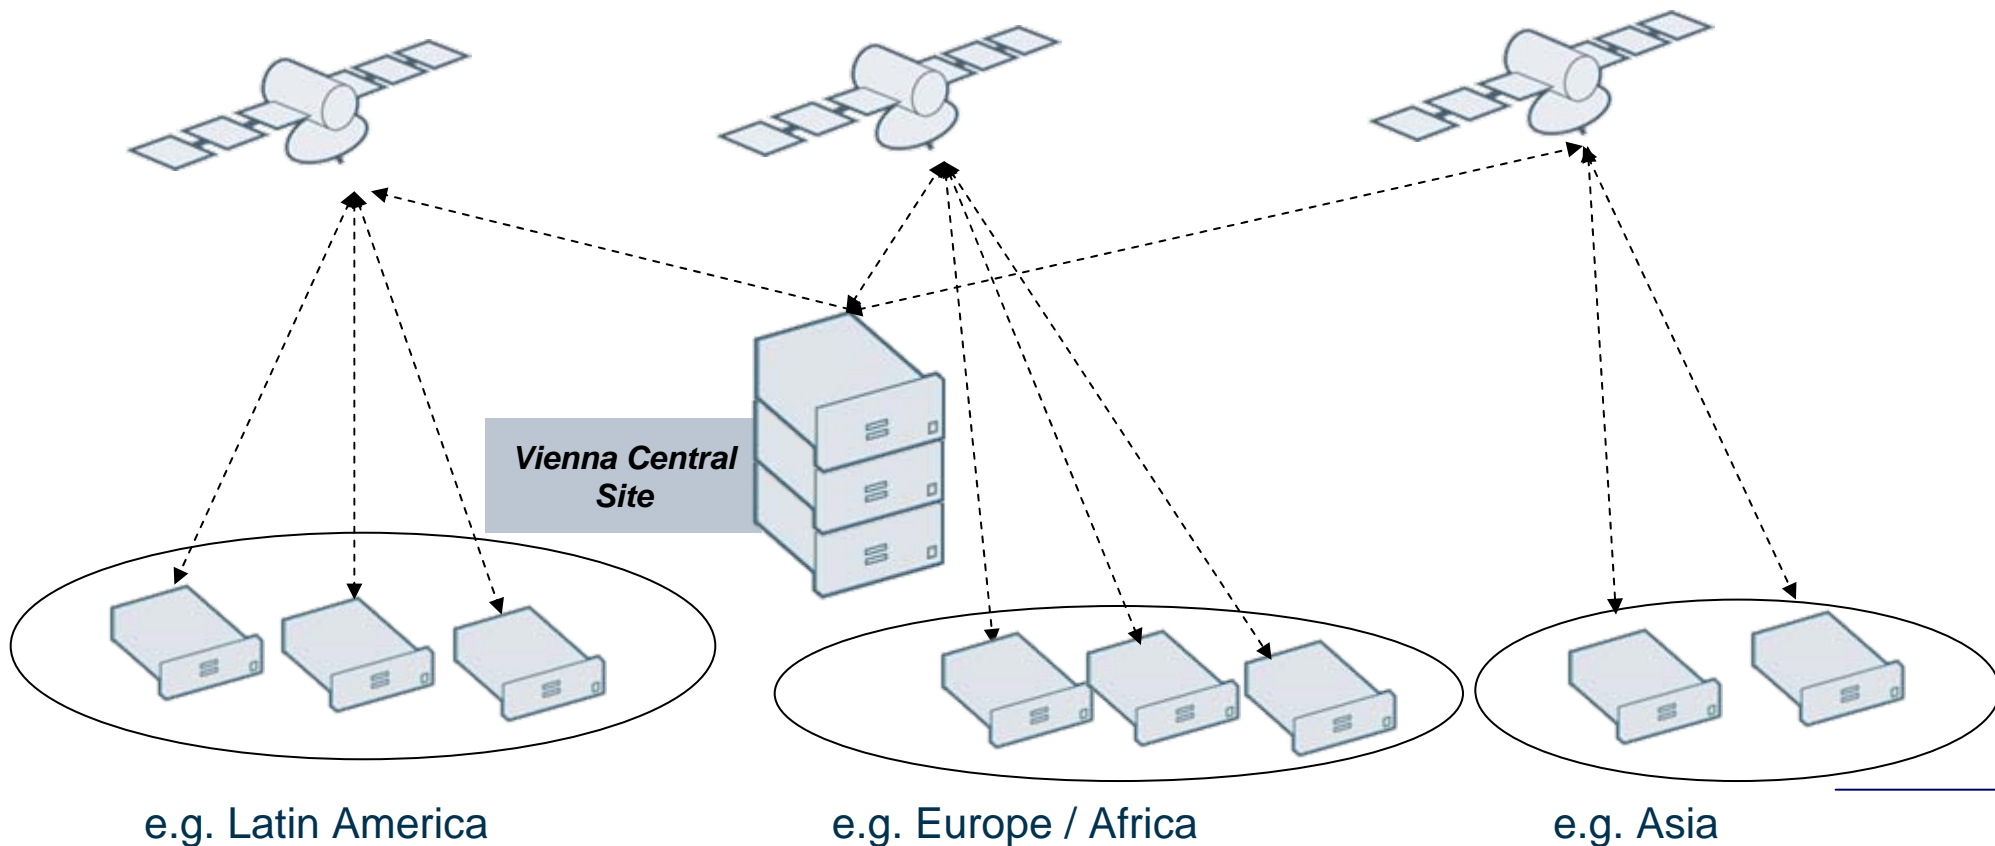 Vienna Central
Site
e.g. Latin America
e.g. Europe / Africa
e.g. Asia